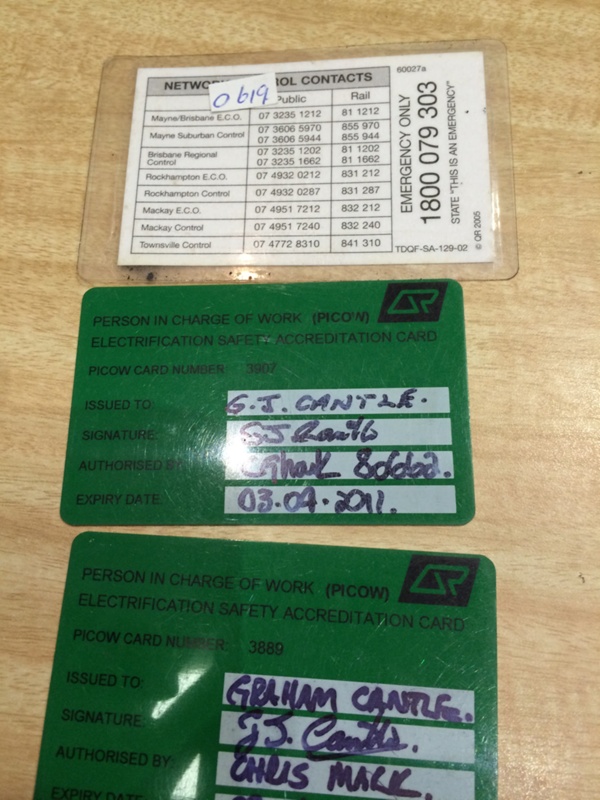 NETWORK CONTROL CONTACTS
60027a
0619
Public Rail
Mayne/Brisbane E.C.O. 07 3235 1212 81 1212
Mayne Suburban Control 07 3606 5970 855 970
07 3606 5944 855 944
Brisbane Regional Control 07 3235 1202 81 1202
07 3235 1662 81 1662
Rockhampton E.C.O. 07 4932 0212 831 212
Rockhampton Control 07 4932 0287 831 287
Mackay E.C.O. 07 4951 7212 832 212
Mackay Control 07 4951 7240 832 240
Townsville Control 07 4772 8310 841 310
EMERGENCY ONLY
1800 079 303
STATE "THIS IS AN EMERGENCY"
TDQF-SA-129-02
© QR 2005
PERSON IN CHARGE OF WORK (PICOW) QR
ELECTRIFICATION SAFETY ACCREDITATION CARD
PICOW CARD NUMBER: 3907
ISSUED TO: G.J. CANTLE.
SIGNATURE: GJ Cantle
AUTHORISED BY:
EXPIRY DATE: 03.09.2011.
PERSON IN CHARGE OF WORK (PICOW) QR
ELECTRIFICATION SAFETY ACCREDITATION CARD
PICOW CARD NUMBER: 3889
ISSUED TO: GRAHAM CANTLE.
SIGNATURE: GJ. Cantle.
AUTHORISED BY: CHRIS MARK.
EXPIRY DATE: